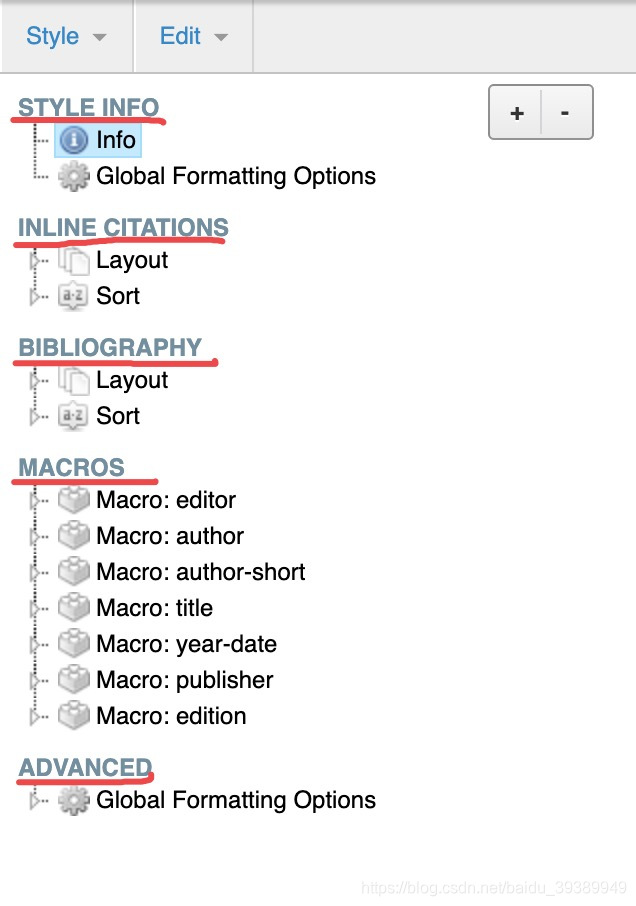 Style Edit
STYLE INFO
+ -
Info
Global Formatting Options
INLINE CITATIONS
Layout
a-z Sort
BIBLIOGRAPHY
Layout
a-z Sort
MACROS
Macro: editor
Macro: author
Macro: author-short
Macro: title
Macro: year-date
Macro: publisher
Macro: edition
ADVANCED
Global Formatting Options
https://blog.csdn.net/baidu_39389949